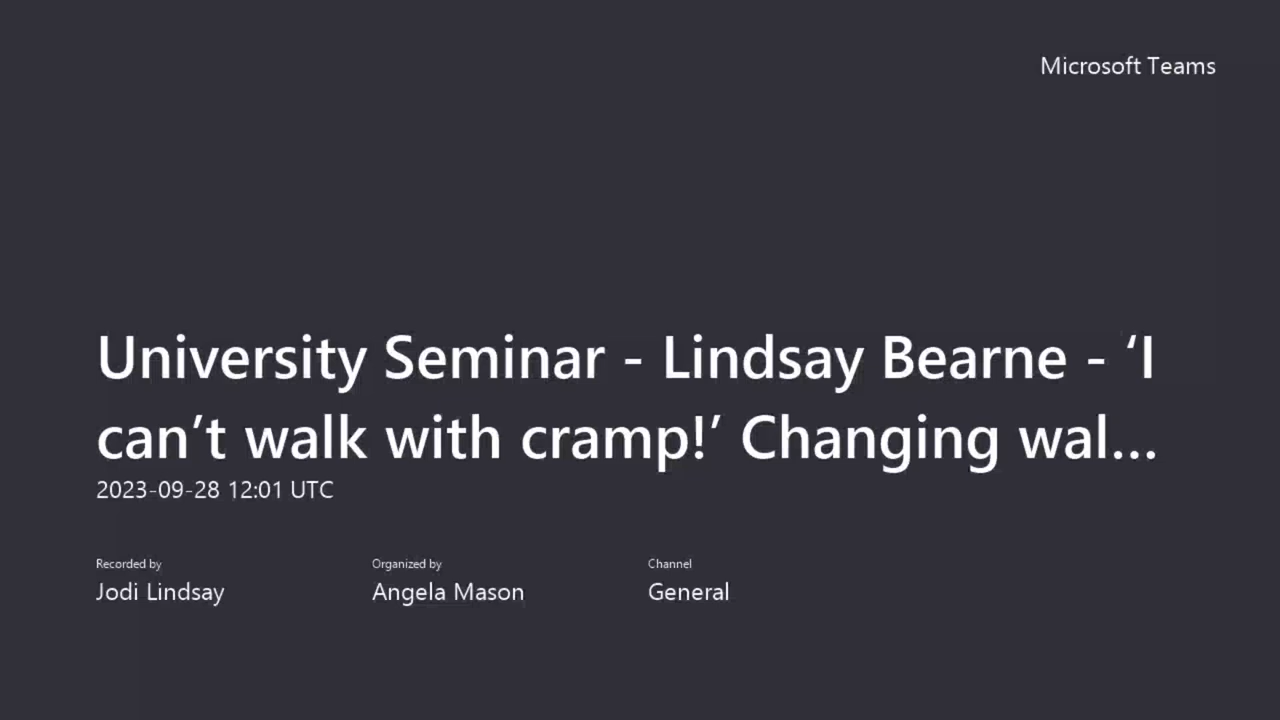 Microsoft Teams
University Seminar - Lindsay Bearne - ‘I
can’t walk with cramp!’ Changing wal...
2023-09-28 12:01 UTC
Recorded by
Jodi Lindsay
Organized by
Angela Mason
Channel
General